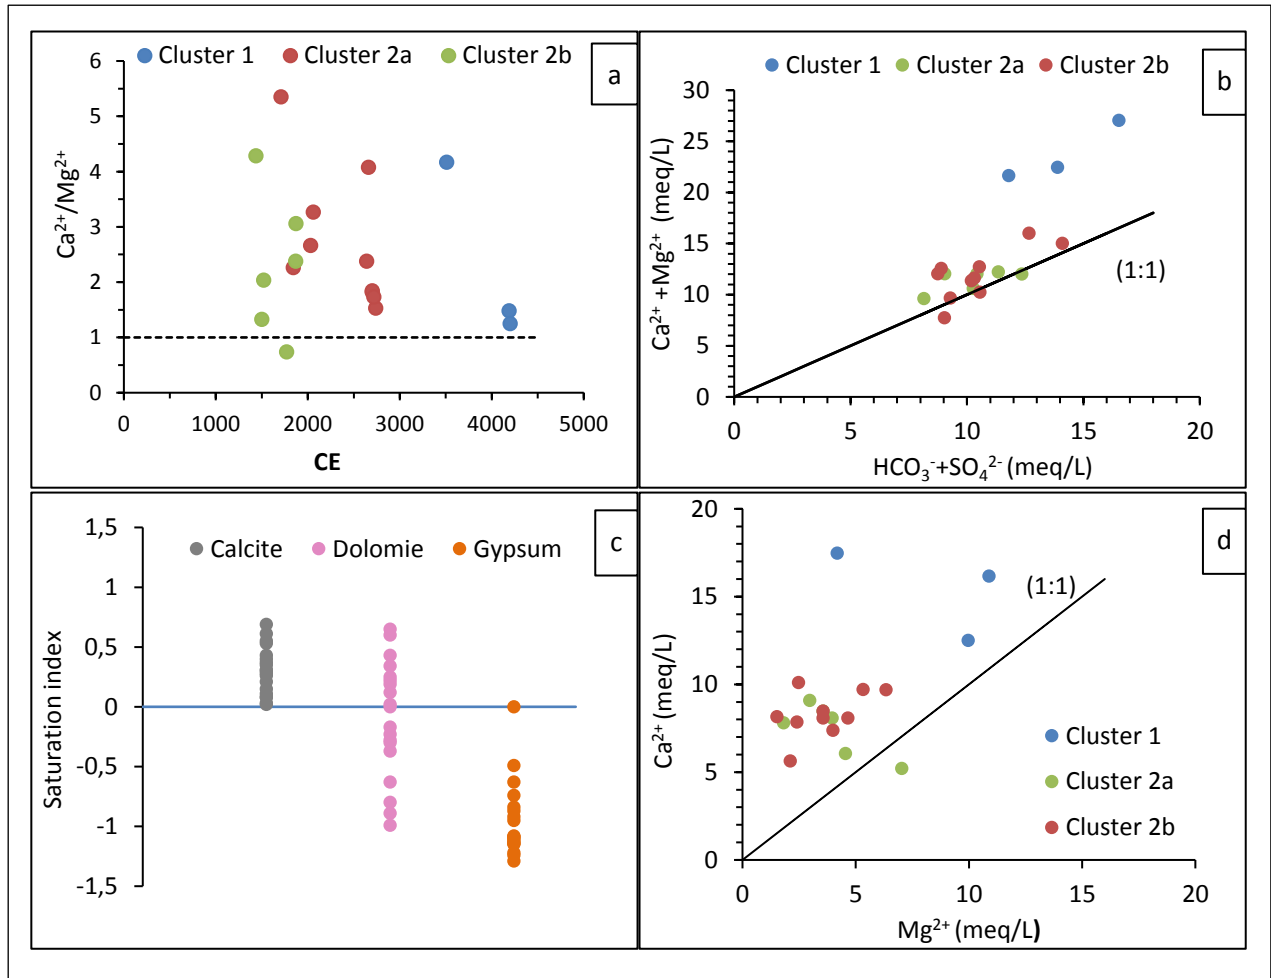 Cluster 1 Cluster 2a Cluster 2b
a
6
5
4
3
2
1
0
Ca²⁺/Mg²⁺
0 1000 2000 3000 4000 5000
CE
Cluster 1 Cluster 2a Cluster 2b
b
30
25
20
15
10
5
0
Ca²⁺ +Mg²⁺ (meq/L)
(1:1)
0 5 10 15 20
HCO₃⁻+SO₄²⁻ (meq/L)
1,5
1
0,5
0
-0,5
-1
-1,5
Saturation index
Calcite Dolomie Gypsum
c
20
15
10
5
0
Ca²⁺ (meq/L)
d
(1:1)
Cluster 1
Cluster 2a
Cluster 2b
0 5 10 15 20
Mg²⁺ (meq/L)